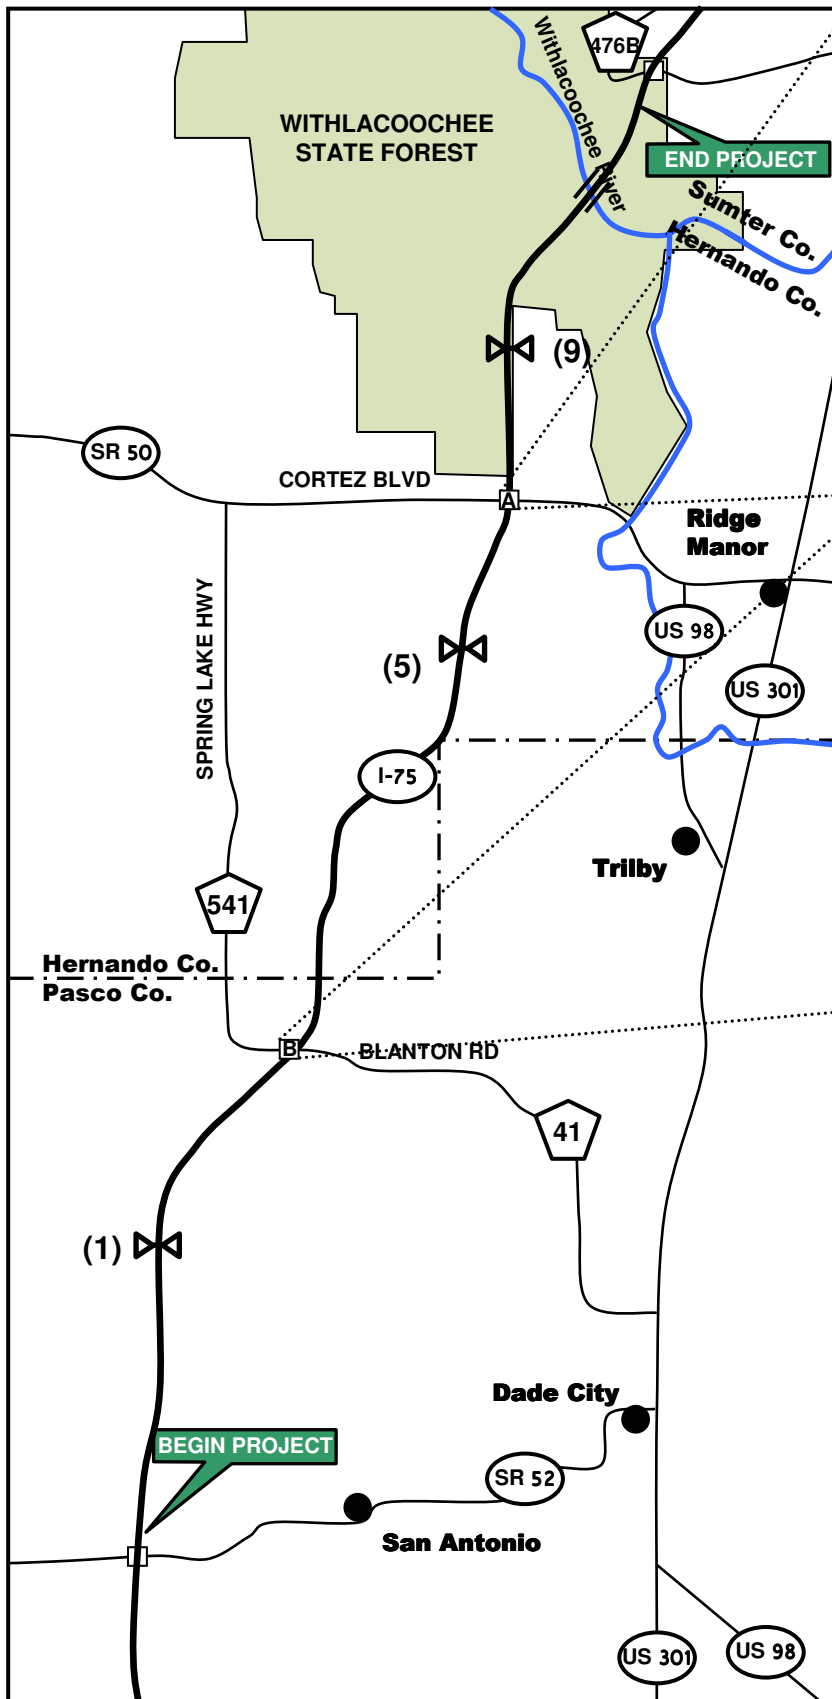 476B
Withlacoochee River
WITHLACOOCHEE
STATE FOREST
END PROJECT
Sumter Co.
Hernando Co.
(9)
SR 50
CORTEZ BLVD
A
Ridge
Manor
SPRING LAKE HWY
US 98
(5)
US 301
I-75
Trilby
541
Hernando Co.
Pasco Co.
B
BLANTON RD
41
(1)
Dade City
BEGIN PROJECT
SR 52
San Antonio
US 301
US 98